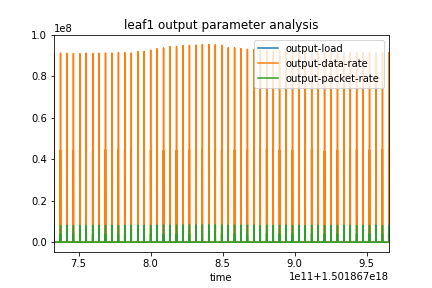 leaf1 output parameter analysis
1e8
1.0
0.8
0.6
0.4
0.2
0.0
output-load
output-data-rate
output-packet-rate
7.5 8.0 8.5 9.0 9.5
time
1e11+1.501867e18